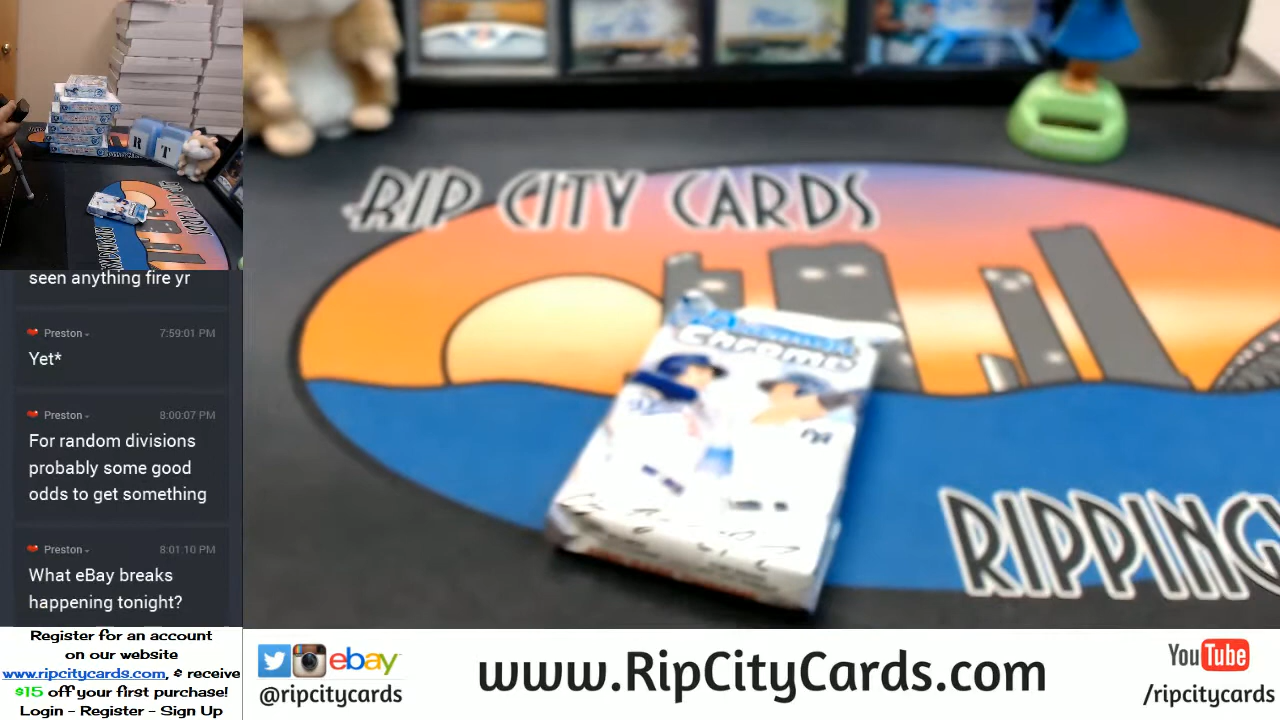 RIP CITY CARDS
Chrome
RIPPING
R T
seen anything fire yr
Preston
7:59:01 PM
Yet*
Preston
8:00:07 PM
For random divisions
probably some good
odds to get something
Preston
8:01:10 PM
What eBay breaks
happening tonight?
Register for an account
on our website
www.ripcitycards.com, & receive
$15 off your first purchase!
Login - Register - Sign Up
ebay
@ripcitycards
www.RipCityCards.com
YouTube
/ripcitycards